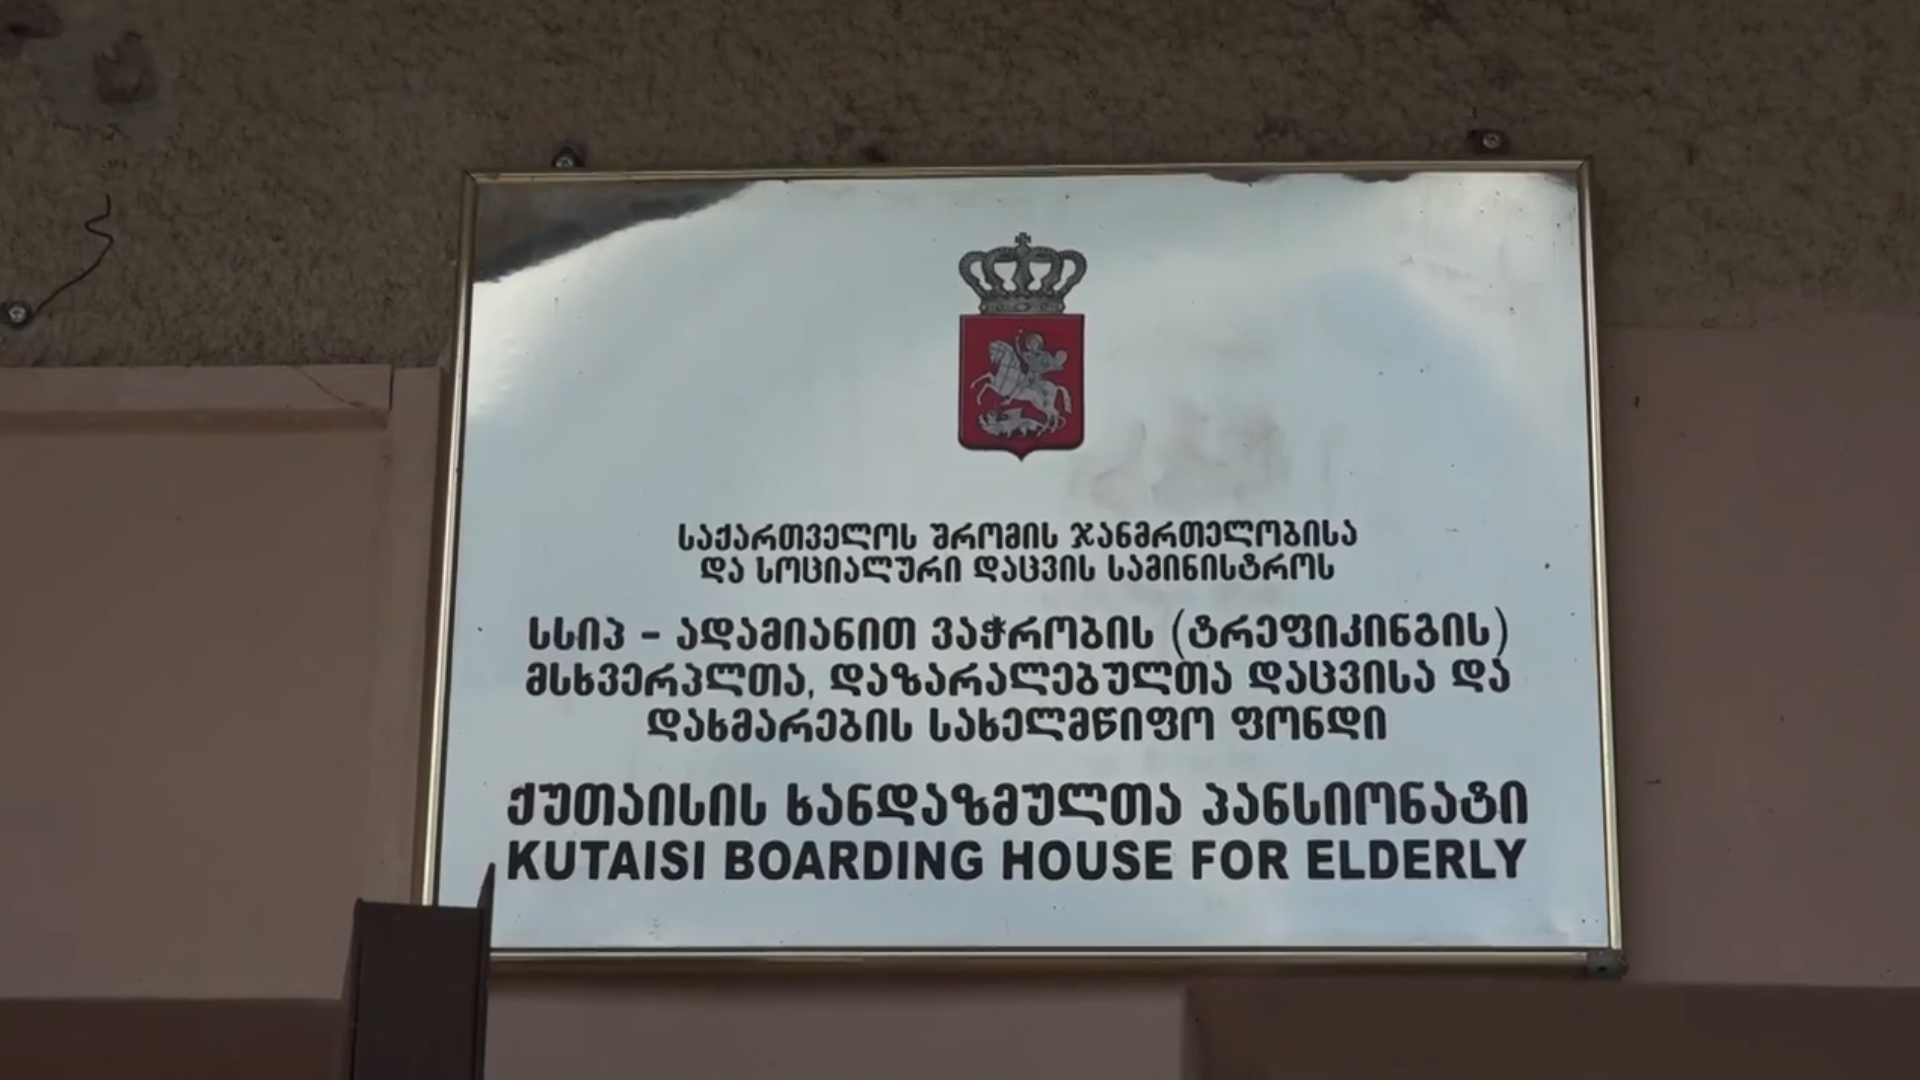 საქართველოს შრომის ჯანმრთელობისა
და სოციალური დაცვის სამინისტროს
სსიპ - ადამიანით ვაჭრობის (ტრეფიკინგის)
მსხვერპლთა, დაზარალებულთა დაცვისა და
დახმარების სახელმწიფო ფონდი
ქუთაისის ხანდაზმულთა პანსიონატი
KUTAISI BOARDING HOUSE FOR ELDERLY